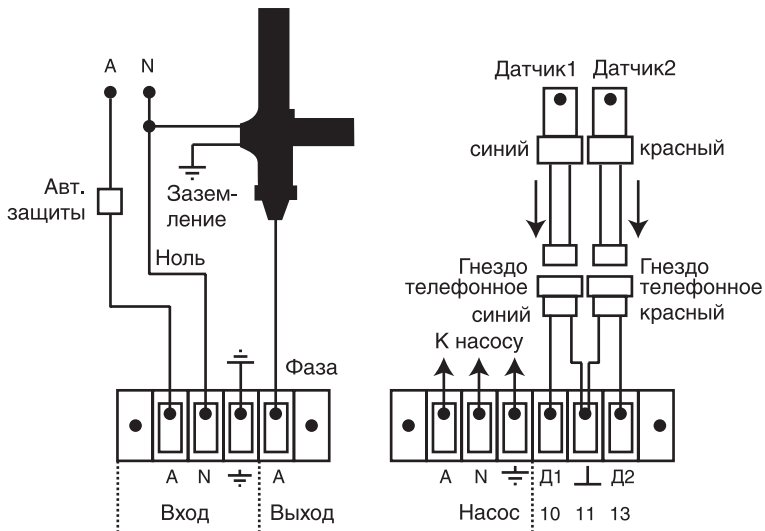 А N
Датчик1 Датчик2
синий красный
Авт.
защиты
Зазем-
ление
Ноль
Гнездо
телефонное
синий
Гнездо
телефонное
красный
К насосу
Фаза
А N А
Вход Выход
А N Д1 Д2
Насос 10 11 13